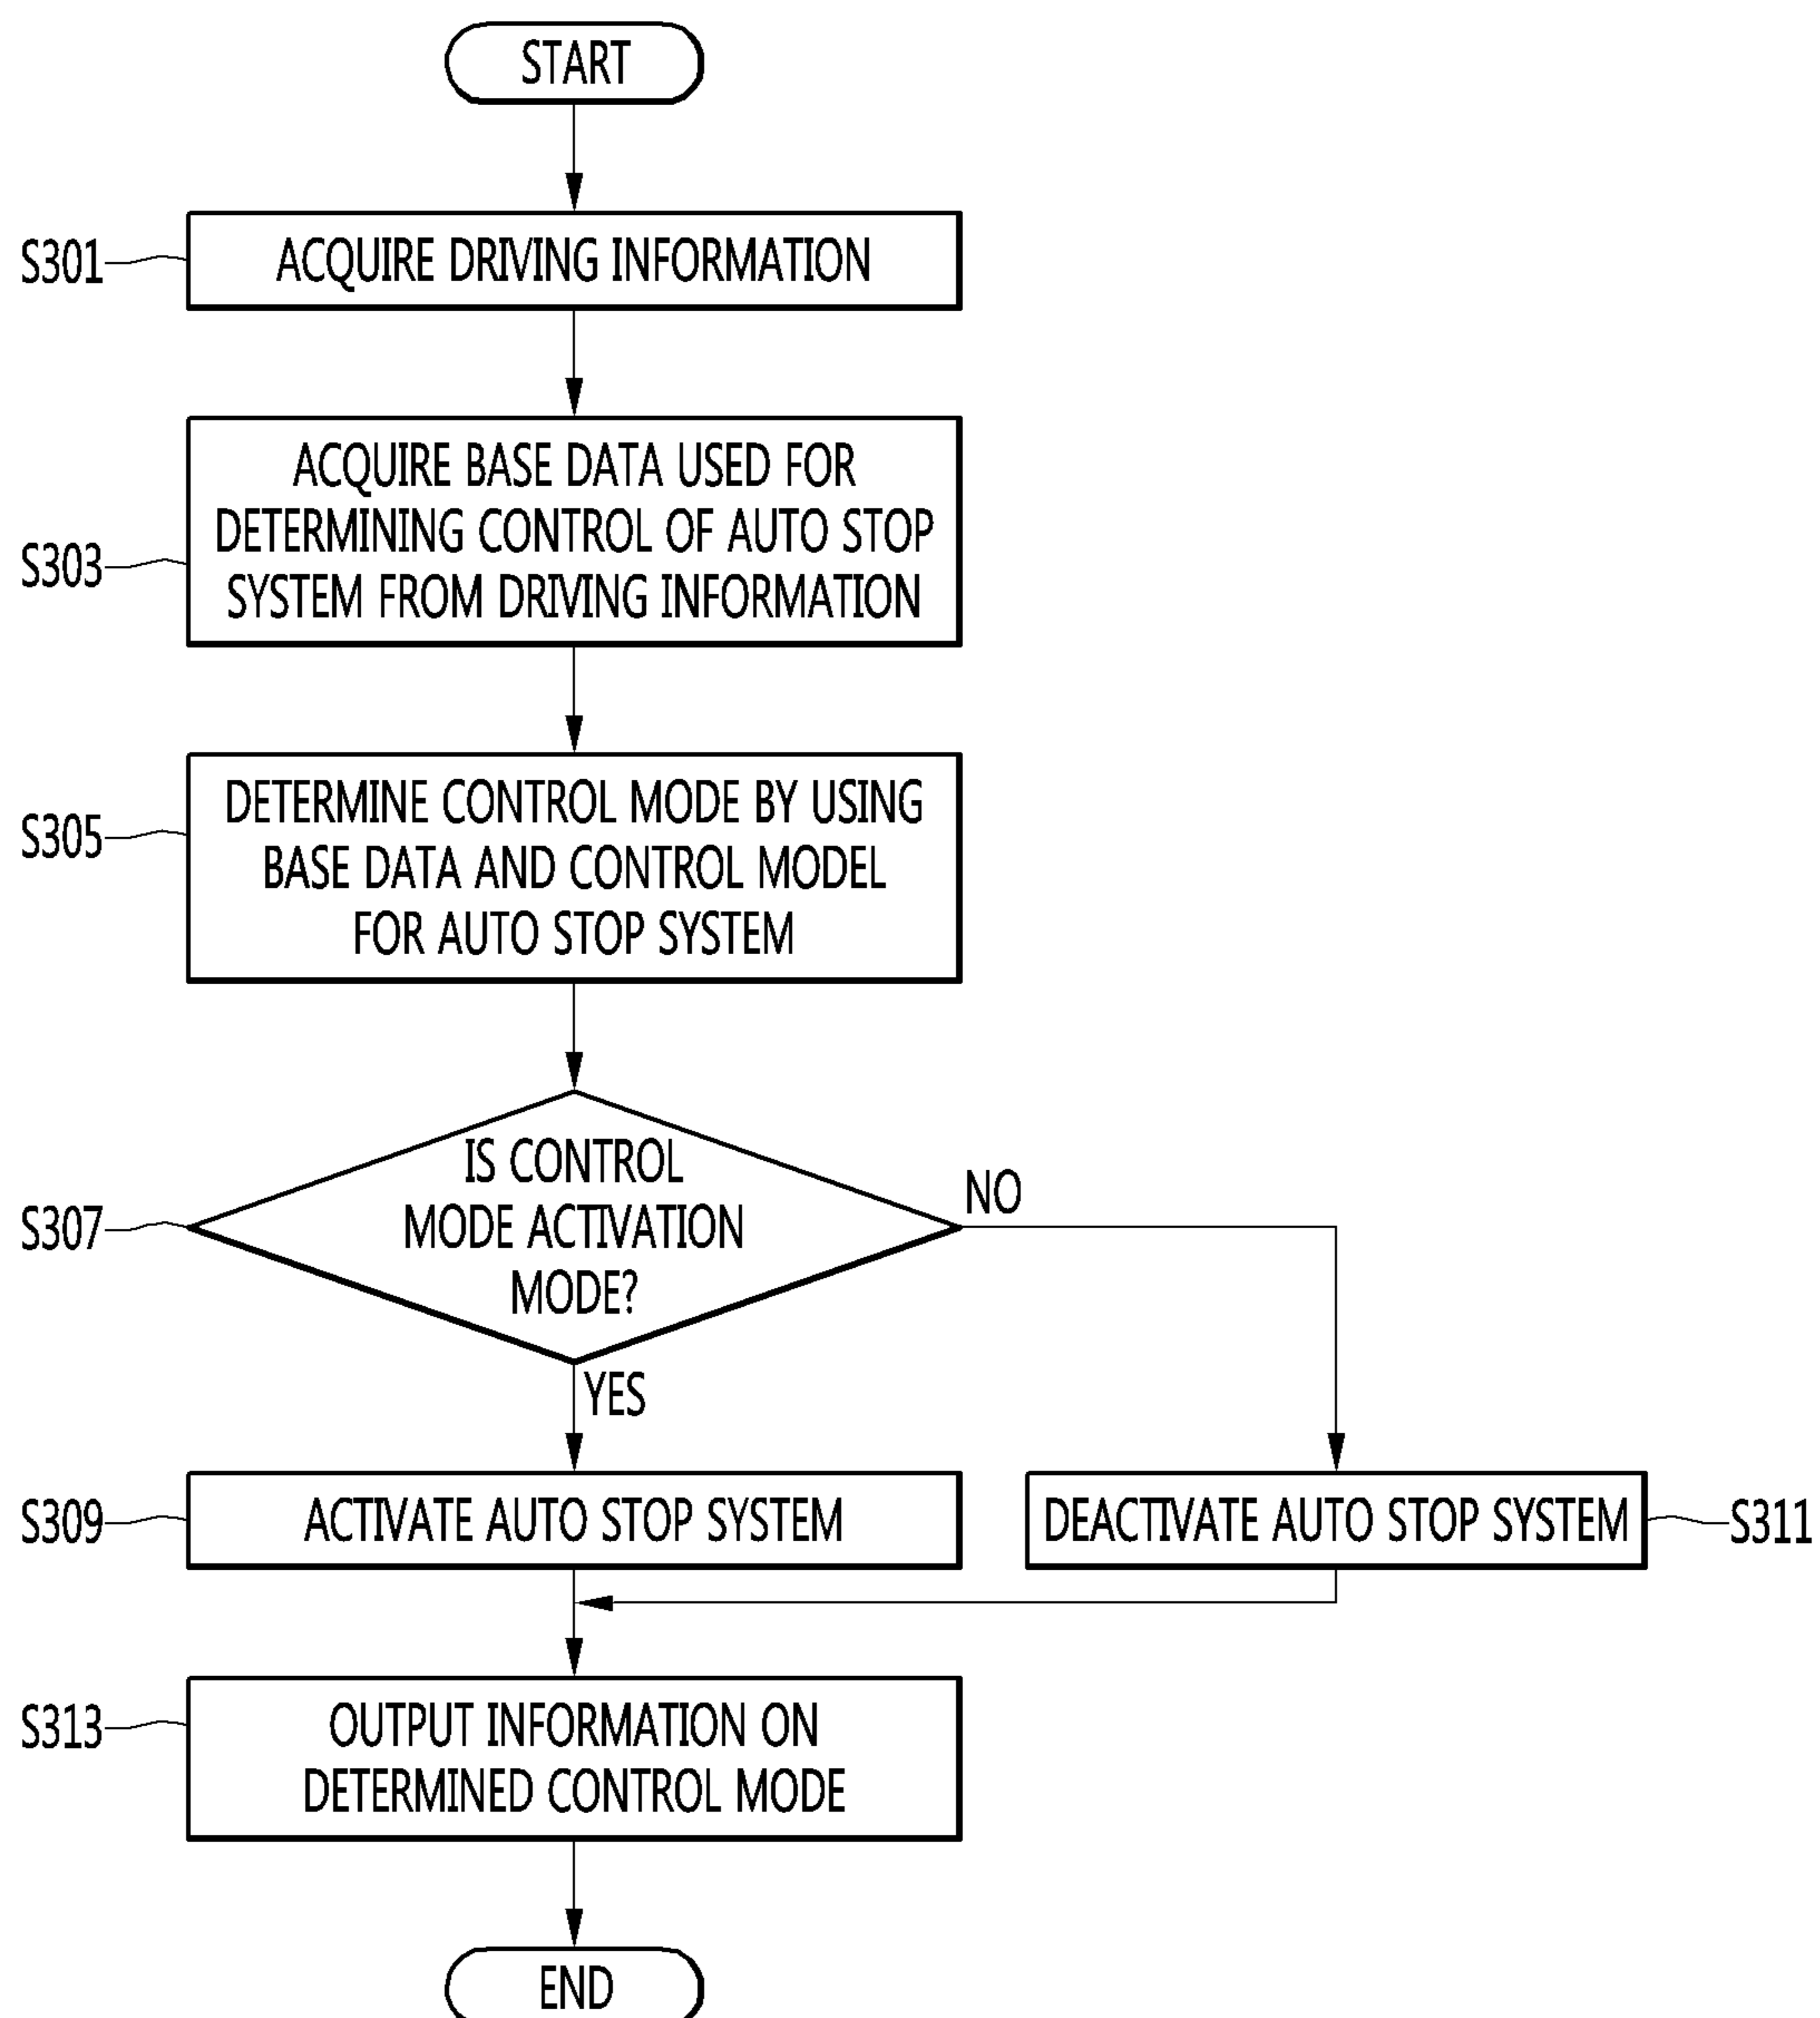 START
S301
ACQUIRE DRIVING INFORMATION
S303
ACQUIRE BASE DATA USED FOR
DETERMINING CONTROL OF AUTO STOP
SYSTEM FROM DRIVING INFORMATION
S305
DETERMINE CONTROL MODE BY USING
BASE DATA AND CONTROL MODEL
FOR AUTO STOP SYSTEM
S307
IS CONTROL
MODE ACTIVATION
MODE?
NO
YES
S309
ACTIVATE AUTO STOP SYSTEM
DEACTIVATE AUTO STOP SYSTEM
S311
S313
OUTPUT INFORMATION ON
DETERMINED CONTROL MODE
END